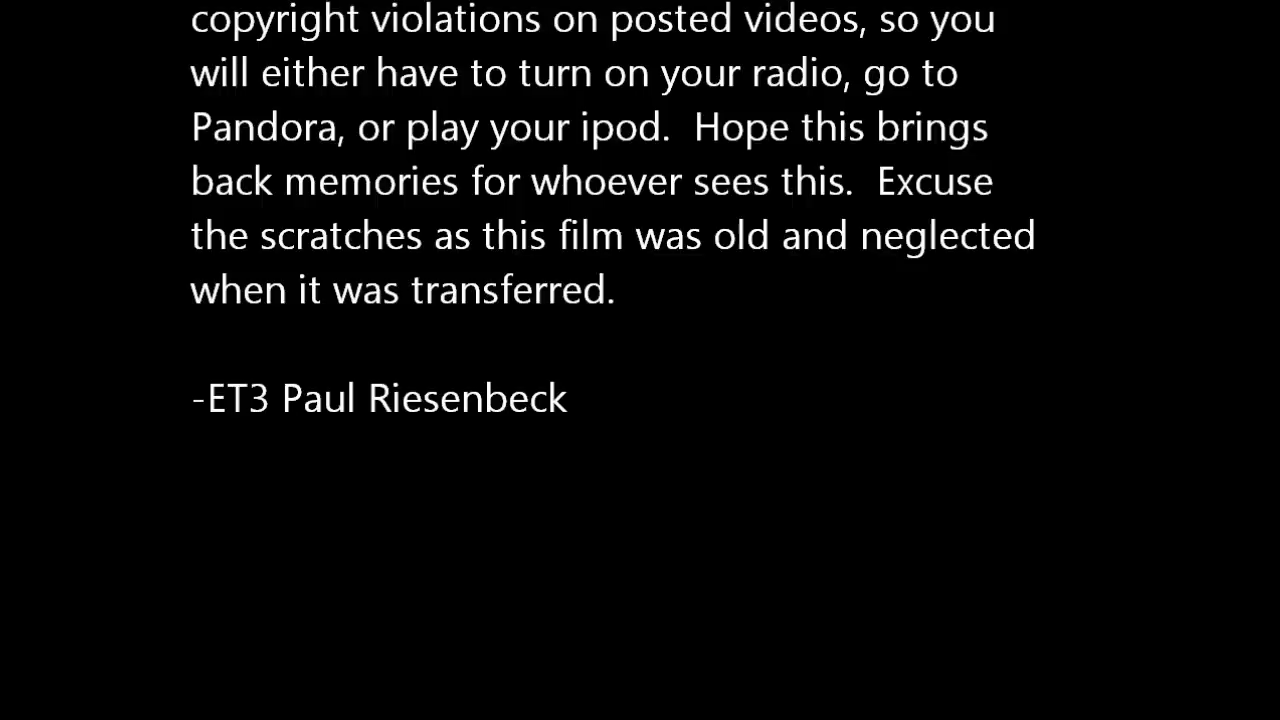 copyright violations on posted videos, so you
will either have to turn on your radio, go to
Pandora, or play your ipod.  Hope this brings
back memories for whoever sees this.  Excuse
the scratches as this film was old and neglected
when it was transferred.

-ET3 Paul Riesenbeck